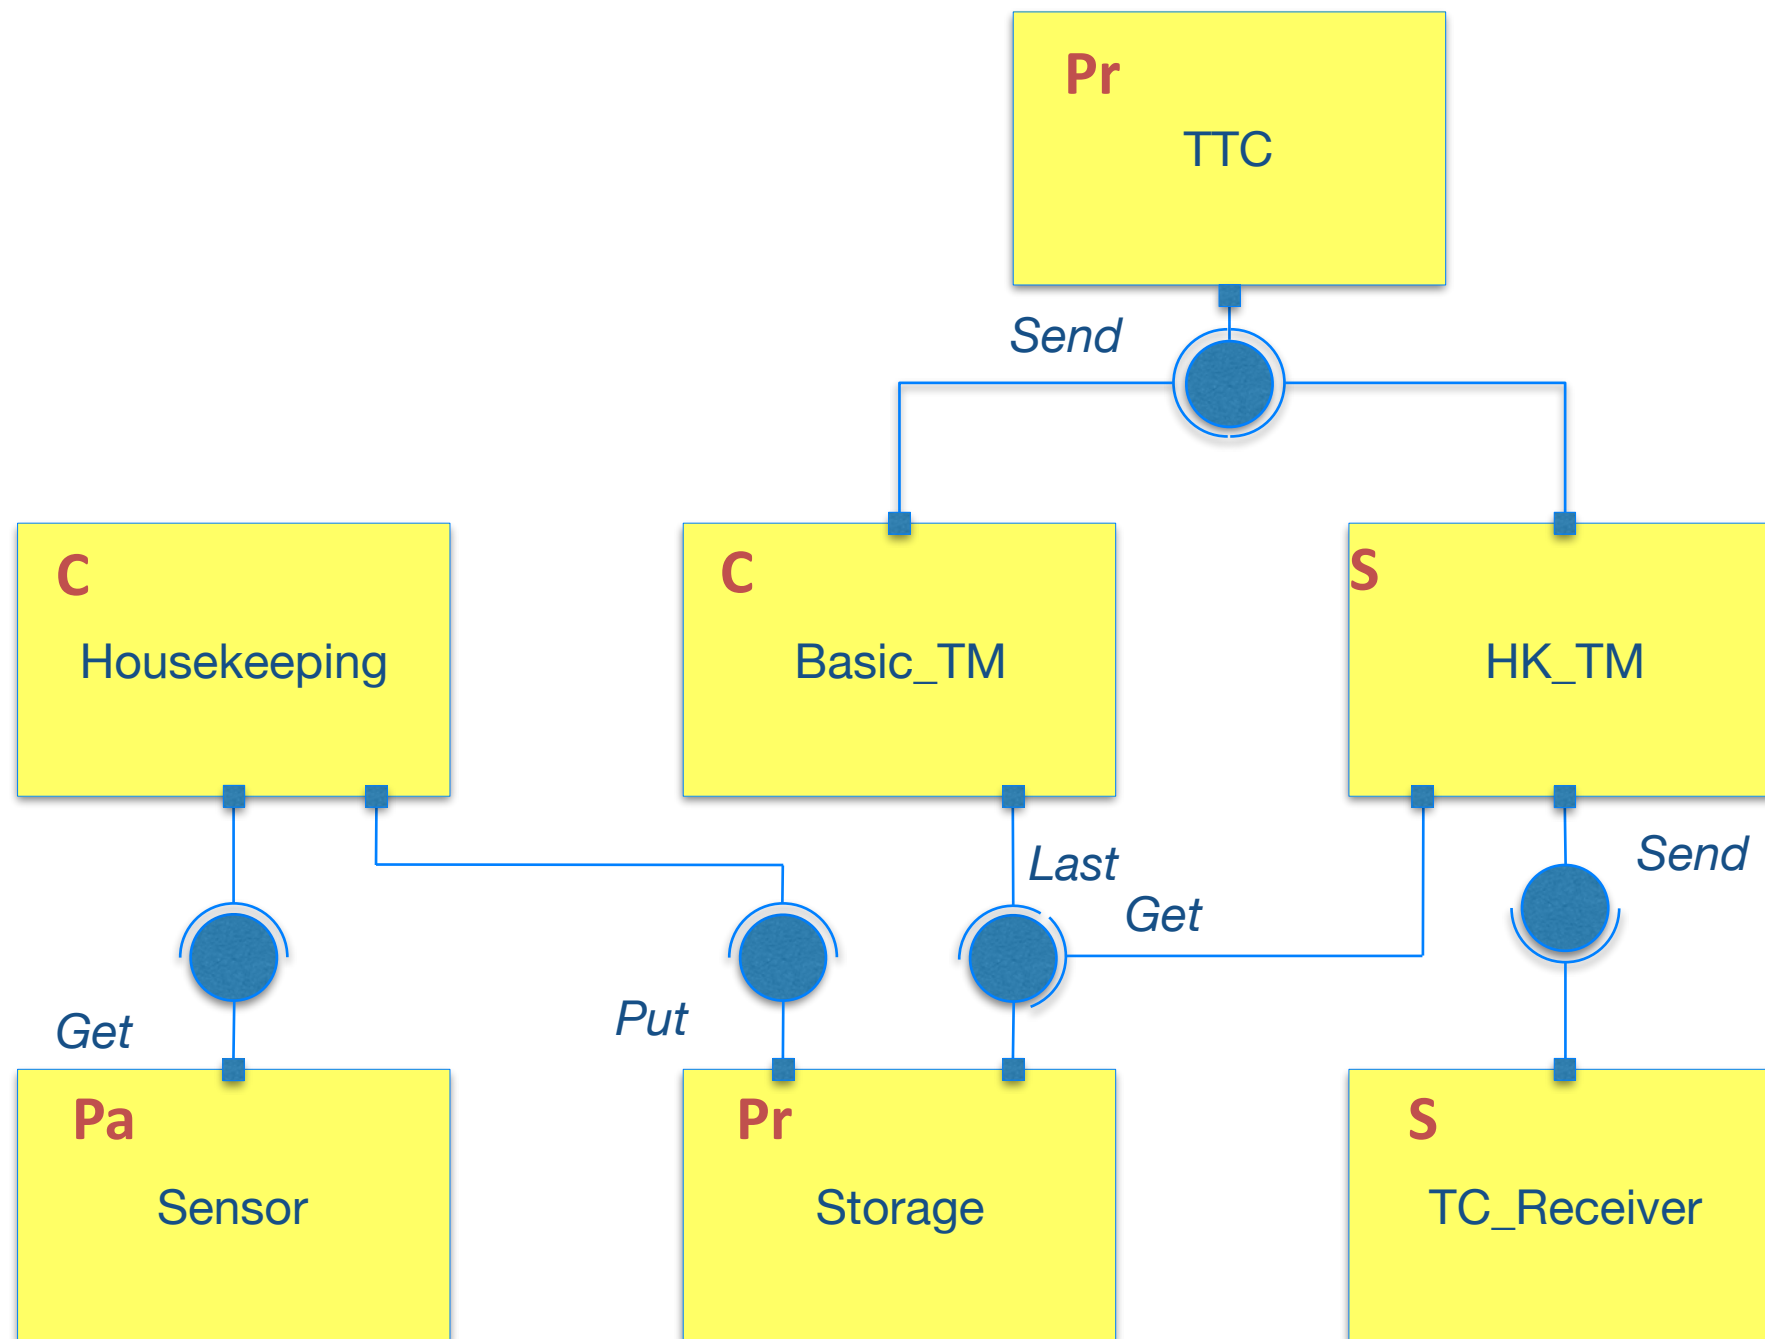 Pr
TTC
Send
C
Housekeeping
C
Basic_TM
S
HK_TM
Last
Get
Send
Get
Put
Pa
Sensor
Pr
Storage
S
TC_Receiver